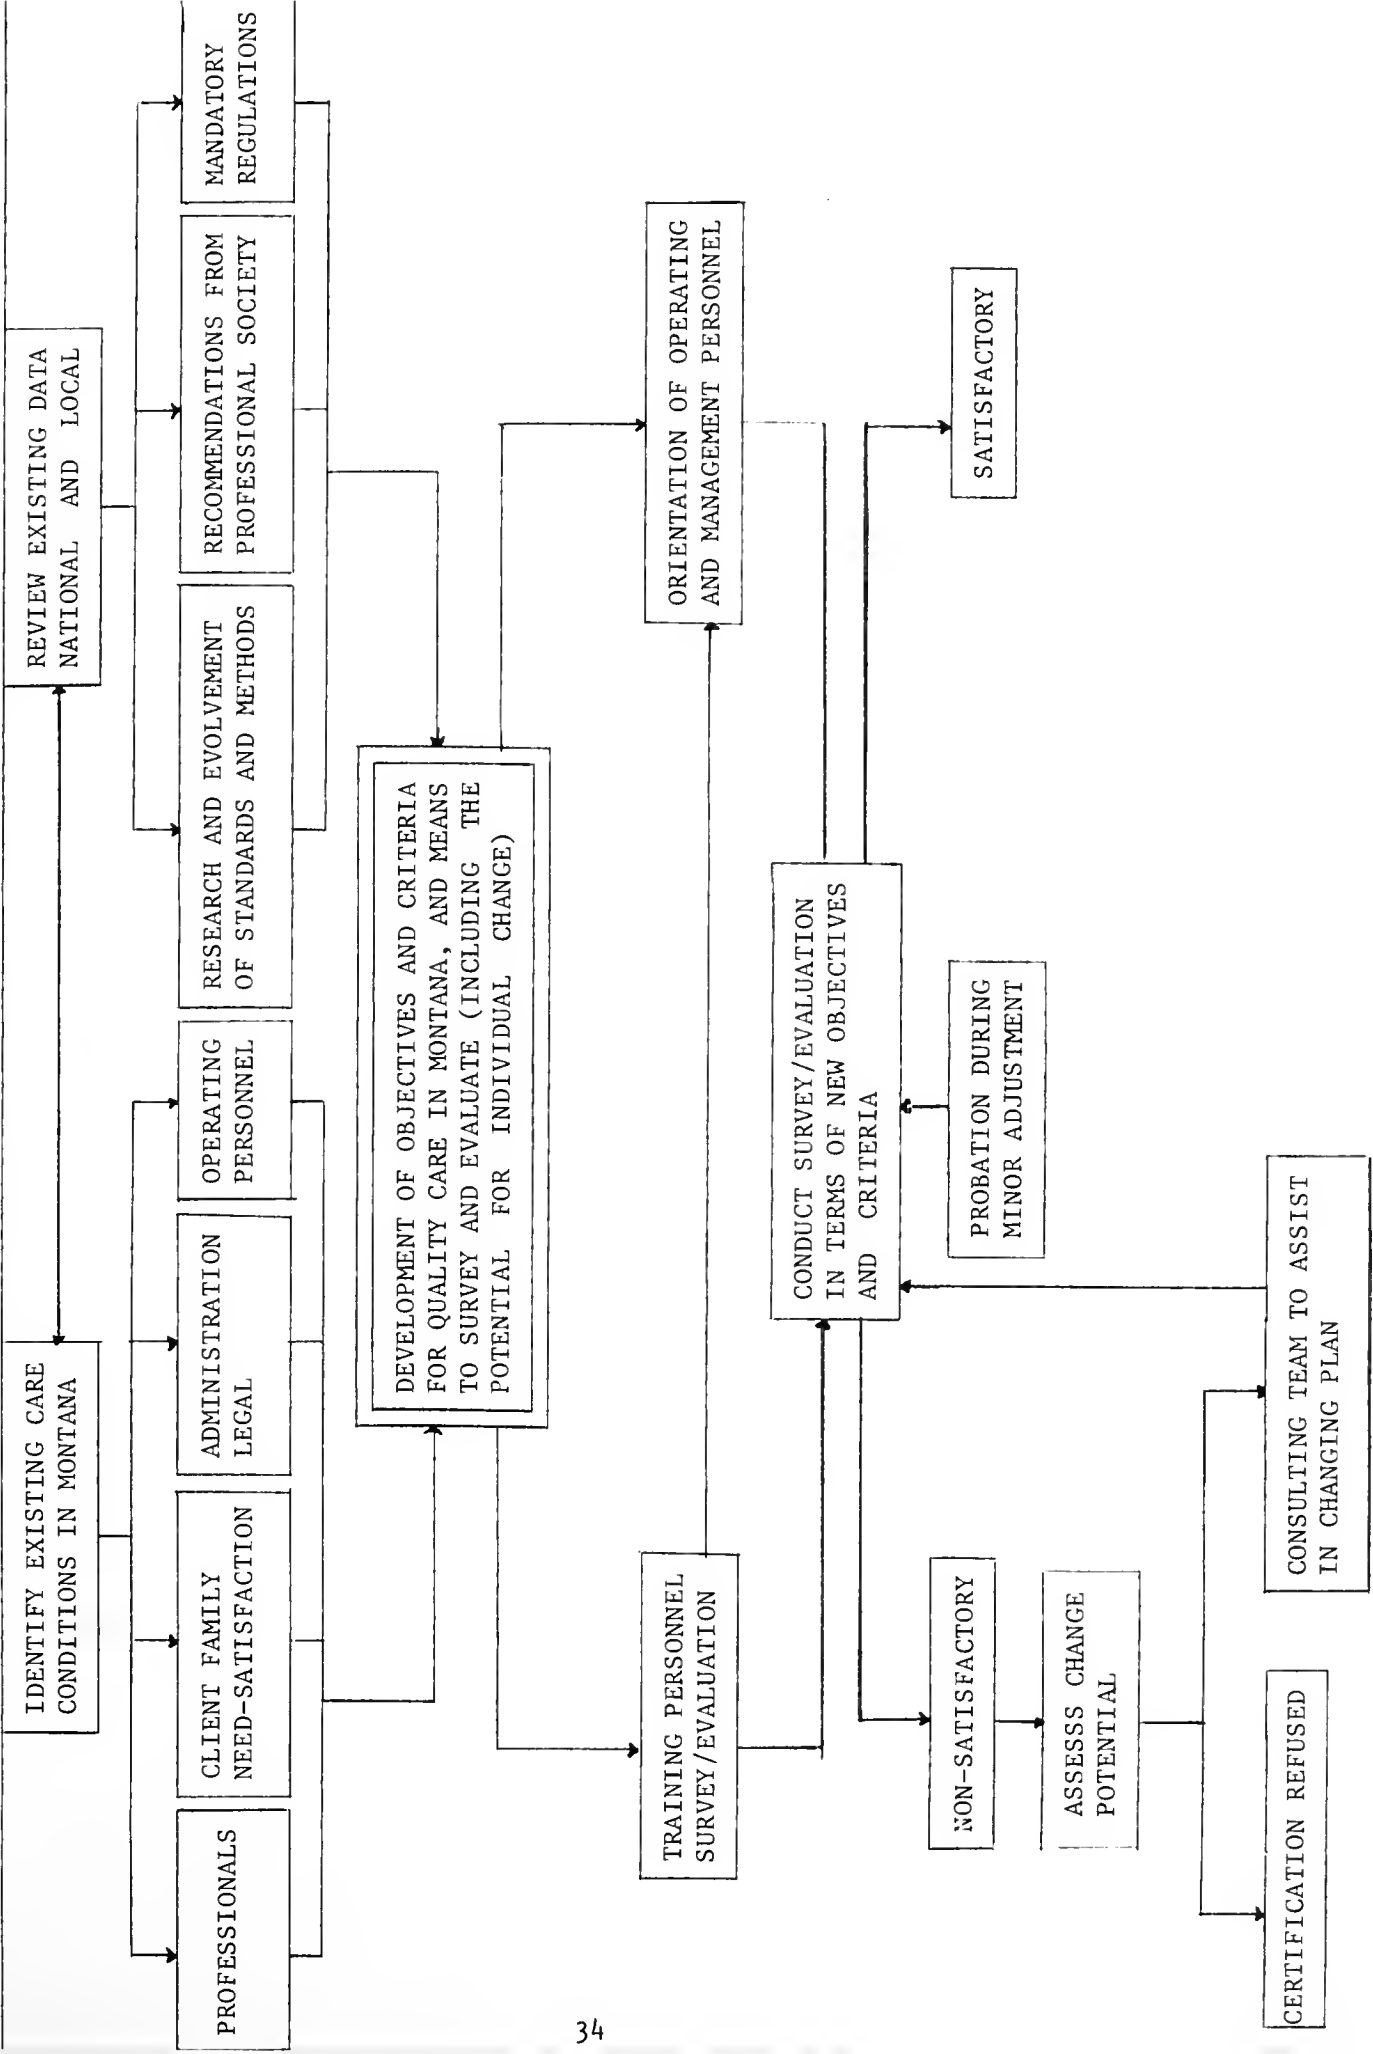 IDENTIFY EXISTING CARE
CONDITIONS IN MONTANA
REVIEW EXISTING DATA
NATIONAL AND LOCAL
PROFESSIONALS
CLIENT FAMILY
NEED-SATISFACTION
ADMINISTRATION
LEGAL
OPERATING
PERSONNEL
RESEARCH AND EVOLVEMENT
OF STANDARDS AND METHODS
RECOMMENDATIONS FROM
PROFESSIONAL SOCIETY
MANDATORY
REGULATIONS
DEVELOPMENT OF OBJECTIVES AND CRITERIA
FOR QUALITY CARE IN MONTANA, AND MEANS
TO SURVEY AND EVALUATE (INCLUDING THE
POTENTIAL FOR INDIVIDUAL CHANGE)
TRAINING PERSONNEL
SURVEY/EVALUATION
ORIENTATION OF OPERATING
AND MANAGEMENT PERSONNEL
CONDUCT SURVEY/EVALUATION
IN TERMS OF NEW OBJECTIVES
AND CRITERIA
NON-SATISFACTORY
PROBATION DURING
MINOR ADJUSTMENT
SATISFACTORY
ASSESSS CHANGE
POTENTIAL
CERTIFICATION REFUSED
CONSULTING TEAM TO ASSIST
IN CHANGING PLAN
34